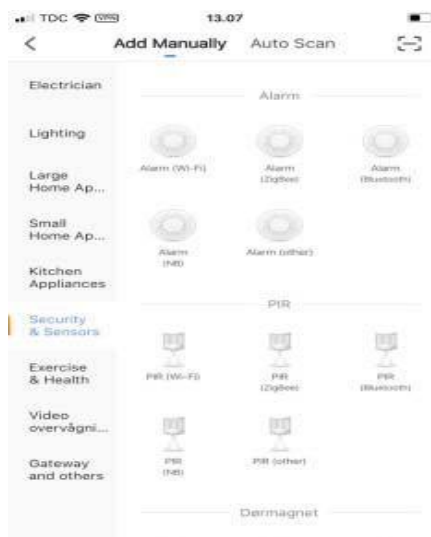 TDC VPN 13.07
Add Manually Auto Scan
Electrician
Lighting
Large
Home Ap...
Small
Home Ap...
Kitchen
Appliances
Security
& Sensors
Exercise
& Health
Video
overvågni...
Gateway
and others
Alarm
Alarm (Wi-Fi)
Alarm
(ZigBee)
Alarm
(Bluetooth)
Alarm
(NB)
Alarm (other)
PIR
PIR (Wi-Fi)
PIR
(ZigBee)
PIR
(Bluetooth)
PIR
(NB)
PIR (other)
Dørmagnet